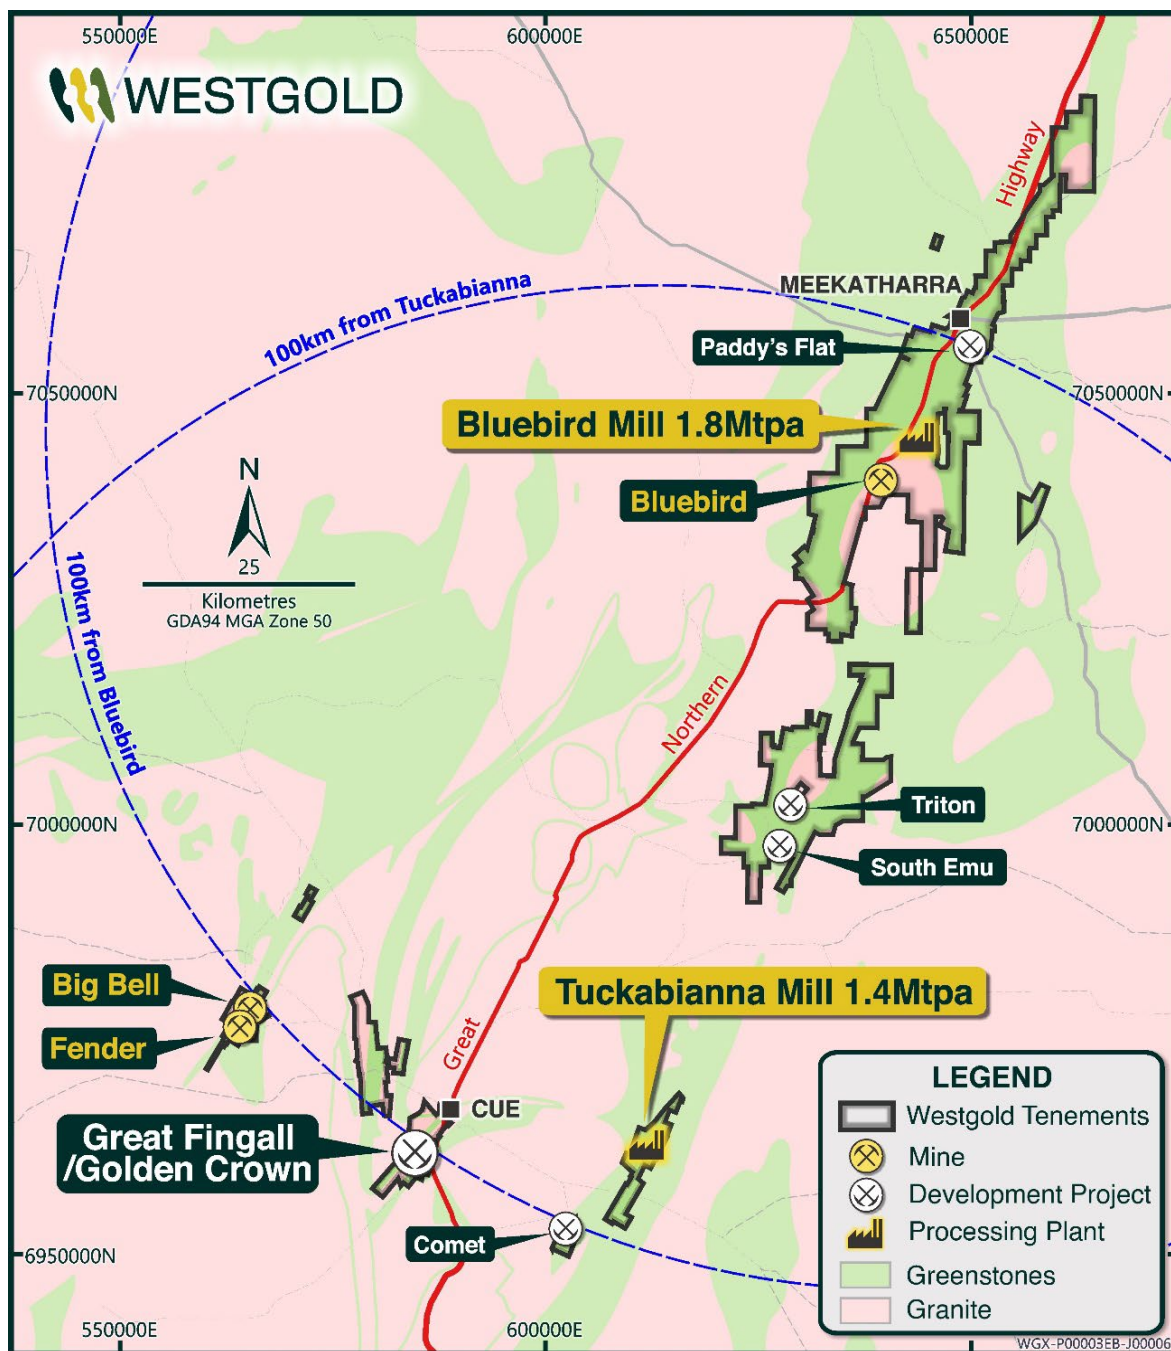 550000E
600000E
650000E
WESTGOLD
Highway
MEEKATHARRA
100km from Tuckabianna
Paddy's Flat
7050000N
7050000N
Bluebird Mill 1.8Mtpa
N
Bluebird
25
Kilometres
GDA94 MGA Zone 50
100km from Bluebird
Northern
Triton
7000000N
7000000N
South Emu
Big Bell
Tuckabianna Mill 1.4Mtpa
Fender
Great
CUE
Great Fingall
/Golden Crown
Comet
6950000N
LEGEND
Westgold Tenements
Mine
Development Project
Processing Plant
Greenstones
Granite
550000E
600000E
WGX-P00003EB-J00006